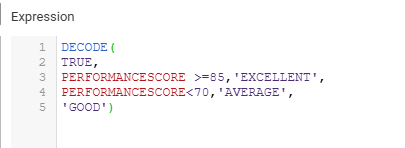 Expression
1 DECODE(
2 TRUE,
3 PERFORMANCESCORE >=85,'EXCELLENT',
4 PERFORMANCESCORE<70,'AVERAGE',
5 'GOOD')